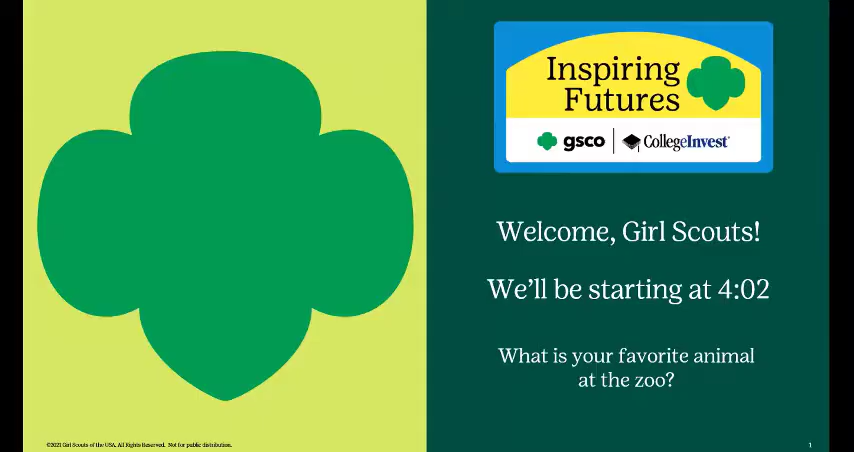 Inspiring
Futures
gsco
CollegeInvest®
Welcome, Girl Scouts!
We’ll be starting at 4:02
What is your favorite animal
at the zoo?
©2021 Girl Scouts of the USA. All Rights Reserved. Not for public distribution.
1